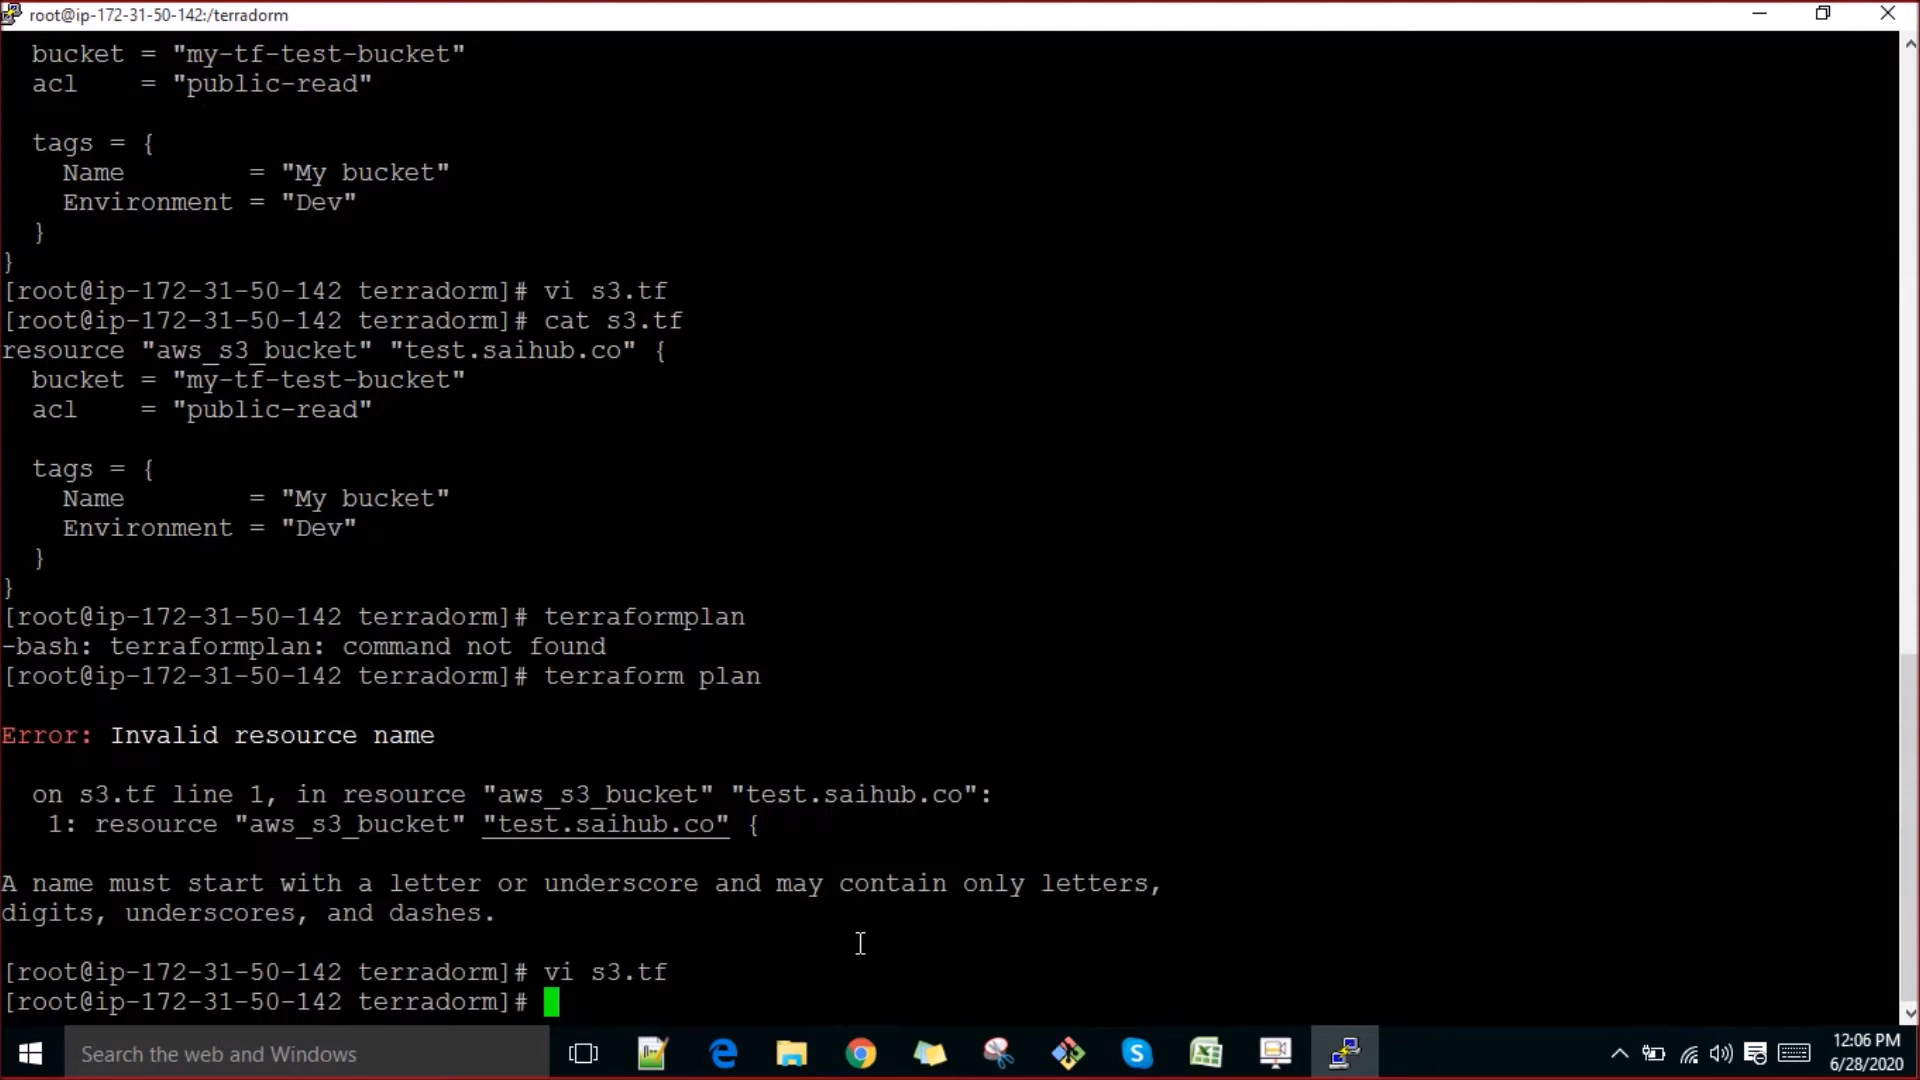 root@ip-172-31-50-142:/terradorm
  bucket = "my-tf-test-bucket"
  acl    = "public-read"

  tags = {
    Name        = "My bucket"
    Environment = "Dev"
  }
}
[root@ip-172-31-50-142 terradorm]# vi s3.tf
[root@ip-172-31-50-142 terradorm]# cat s3.tf
resource "aws_s3_bucket" "test.saihub.co" {
  bucket = "my-tf-test-bucket"
  acl    = "public-read"

  tags = {
    Name        = "My bucket"
    Environment = "Dev"
  }
}
[root@ip-172-31-50-142 terradorm]# terraformplan
-bash: terraformplan: command not found
[root@ip-172-31-50-142 terradorm]# terraform plan

Error: Invalid resource name

  on s3.tf line 1, in resource "aws_s3_bucket" "test.saihub.co":
   1: resource "aws_s3_bucket" "test.saihub.co" {

A name must start with a letter or underscore and may contain only letters,
digits, underscores, and dashes.

[root@ip-172-31-50-142 terradorm]# vi s3.tf
[root@ip-172-31-50-142 terradorm]#
Search the web and Windows
12:06 PM
6/28/2020